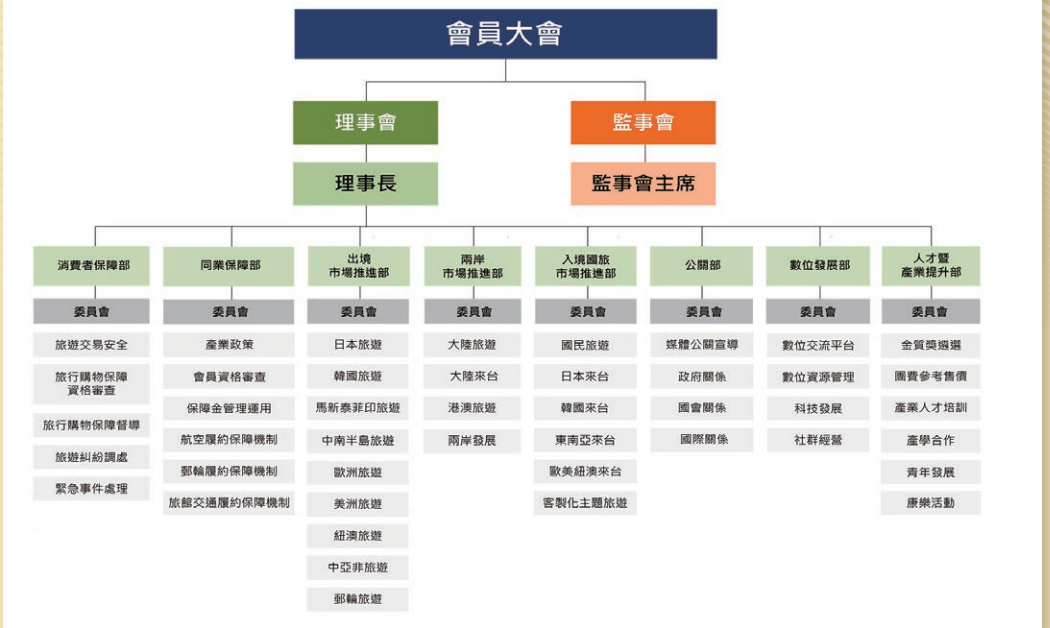 會員大會
理事會
監事會
理事長
監事會主席
消費者保障部
同業保障部
出境
市場推進部
兩岸
市場推進部
入境國旅
市場推進部
公關部
數位發展部
人才暨
產業提升部
委員會
委員會
委員會
委員會
委員會
委員會
委員會
委員會
旅遊交易安全
旅行購物保障
資格審查
旅行購物保障督導
旅遊糾紛調處
緊急事件處理
產業政策
會員資格審查
保障金管理運用
航空履約保障機制
郵輪履約保障機制
旅館交通履約保障機制
日本旅遊
韓國旅遊
馬新泰菲印旅遊
中南半島旅遊
歐洲旅遊
美洲旅遊
紐澳旅遊
中亞非旅遊
郵輪旅遊
大陸旅遊
大陸來台
港澳旅遊
兩岸發展
國民旅遊
日本來台
韓國來台
東南亞來台
歐美紐澳來台
客製化主題旅遊
媒體公關宣導
政府關係
國會關係
國際關係
數位交流平台
數位資源管理
科技發展
社群經營
金質獎遴選
團費參考售價
產業人才培訓
產學合作
青年發展
康樂活動